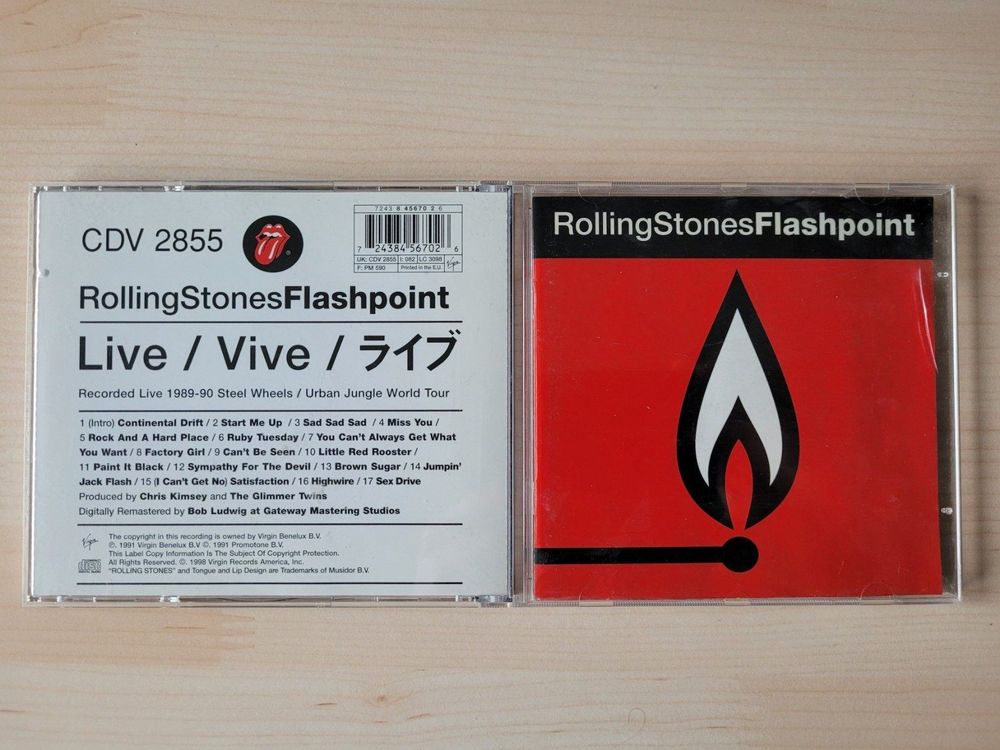 CDV 2855
7243 8 45670 2 6
7 24384 56702 6
UK: CDV 2855 I: 082 LC 3098
F: PM 590 Printed in the E.U.
Virgin
RollingStonesFlashpoint
Live / Vive / ライブ
Recorded Live 1989-90 Steel Wheels / Urban Jungle World Tour
1 (Intro) Continental Drift / 2 Start Me Up / 3 Sad Sad Sad / 4 Miss You /
5 Rock And A Hard Place / 6 Ruby Tuesday / 7 You Can't Always Get What
You Want / 8 Factory Girl / 9 Can't Be Seen / 10 Little Red Rooster /
11 Paint It Black / 12 Sympathy For The Devil / 13 Brown Sugar / 14 Jumpin'
Jack Flash / 15 (I Can't Get No) Satisfaction / 16 Highwire / 17 Sex Drive
Produced by Chris Kimsey and The Glimmer Twins
Digitally Remastered by Bob Ludwig at Gateway Mastering Studios
Virgin
The copyright in this recording is owned by Virgin Benelux B.V.
℗. 1991 Virgin Benelux B.V ©. 1991 Promotone B.V.
This Label Copy Information Is The Subject Of Copyright Protection.
All Rights Reserved. ©. 1998 Virgin Records America, Inc.
"ROLLING STONES" and Tongue and Lip Design are Trademarks of Musidor B.V.
RollingStonesFlashpoint